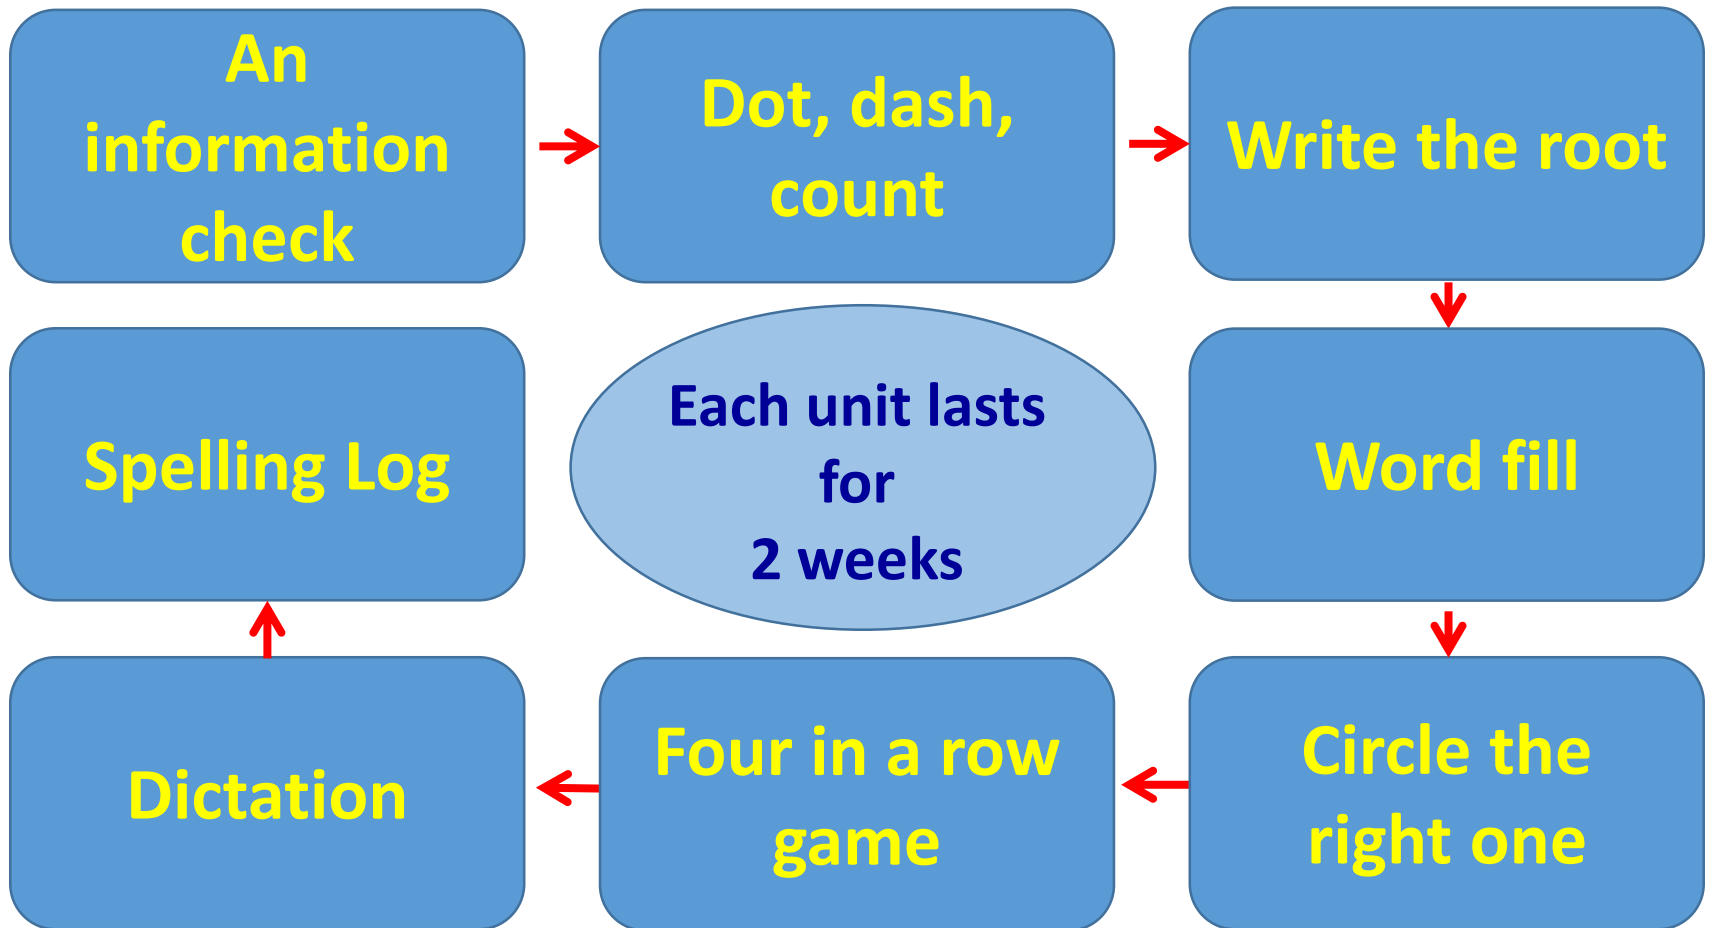 An
information
check
Dot, dash,
count
Write the root
Word fill
Circle the
right one
Four in a row
game
Dictation
Spelling Log
Each unit lasts
for
2 weeks